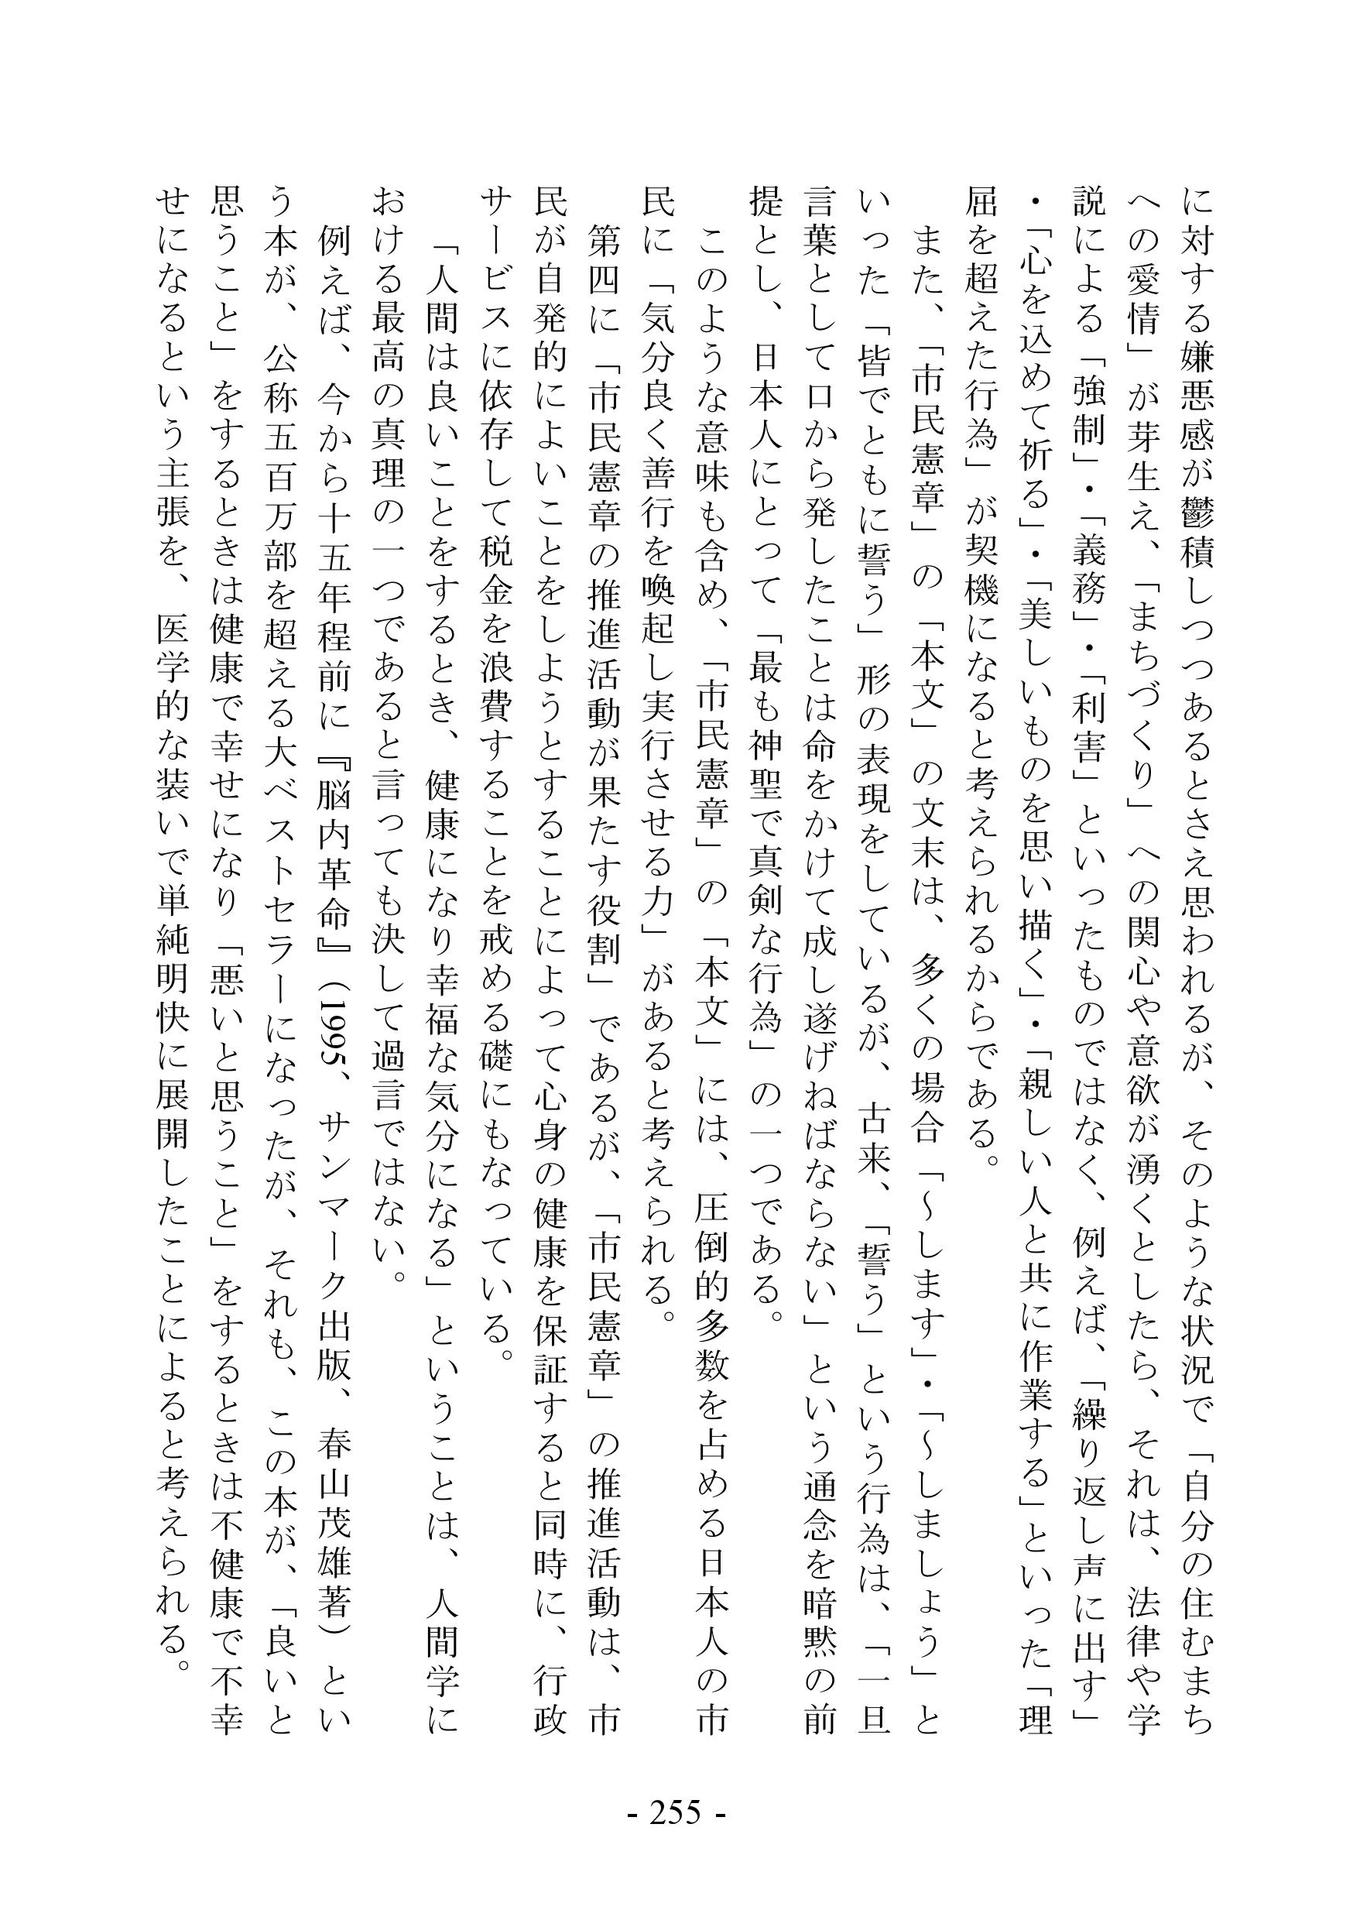 に対する嫌悪感が鬱積しつつあるとさえ思われるが、そのような状況で「自分の住むまち
への愛情」が芽生え、「まちづくり」への関心や意欲が湧くとしたら、それは、法律や学
説による「強制」・「義務」・「利害」といったものではなく、例えば、「繰り返し声に出す」
・「心を込めて祈る」・「美しいものを思い描く」・「親しい人と共に作業する」といった「理
屈を超えた行為」が契機になると考えられるからである。
また、「市民憲章」の「本文」の文末は、多くの場合「～します」・「～しましょう」と
いった「皆でともに誓う」形の表現をしているが、古来、「誓う」という行為は、「一旦
言葉として口から発したことは命をかけて成し遂げねばならない」という通念を暗黙の前
提とし、日本人にとって「最も神聖で真剣な行為」の一つである。
このような意味も含め、「市民憲章」の「本文」には、圧倒的多数を占める日本人の市
民に「気分良く善行を喚起し実行させる力」があると考えられる。
第四に「市民憲章の推進活動が果たす役割」であるが、「市民憲章」の推進活動は、市
民が自発的によいことをしようとすることによって心身の健康を保証すると同時に、行政
サービスに依存して税金を浪費することを戒める礎にもなっている。
「人間は良いことをするとき、健康になり幸福な気分になる」ということは、人間学に
おける最高の真理の一つであると言っても決して過言ではない。
例えば、今から十五年程前に『脳内革命』（1995、サンマーク出版、春山茂雄著）とい
う本が、公称五百万部を超える大ベストセラーになったが、それも、この本が、「良いと
思うこと」をするときは健康で幸せになり「悪いと思うこと」をするときは不健康で不幸
せになるという主張を、医学的な装いで単純明快に展開したことによると考えられる。
- 255 -